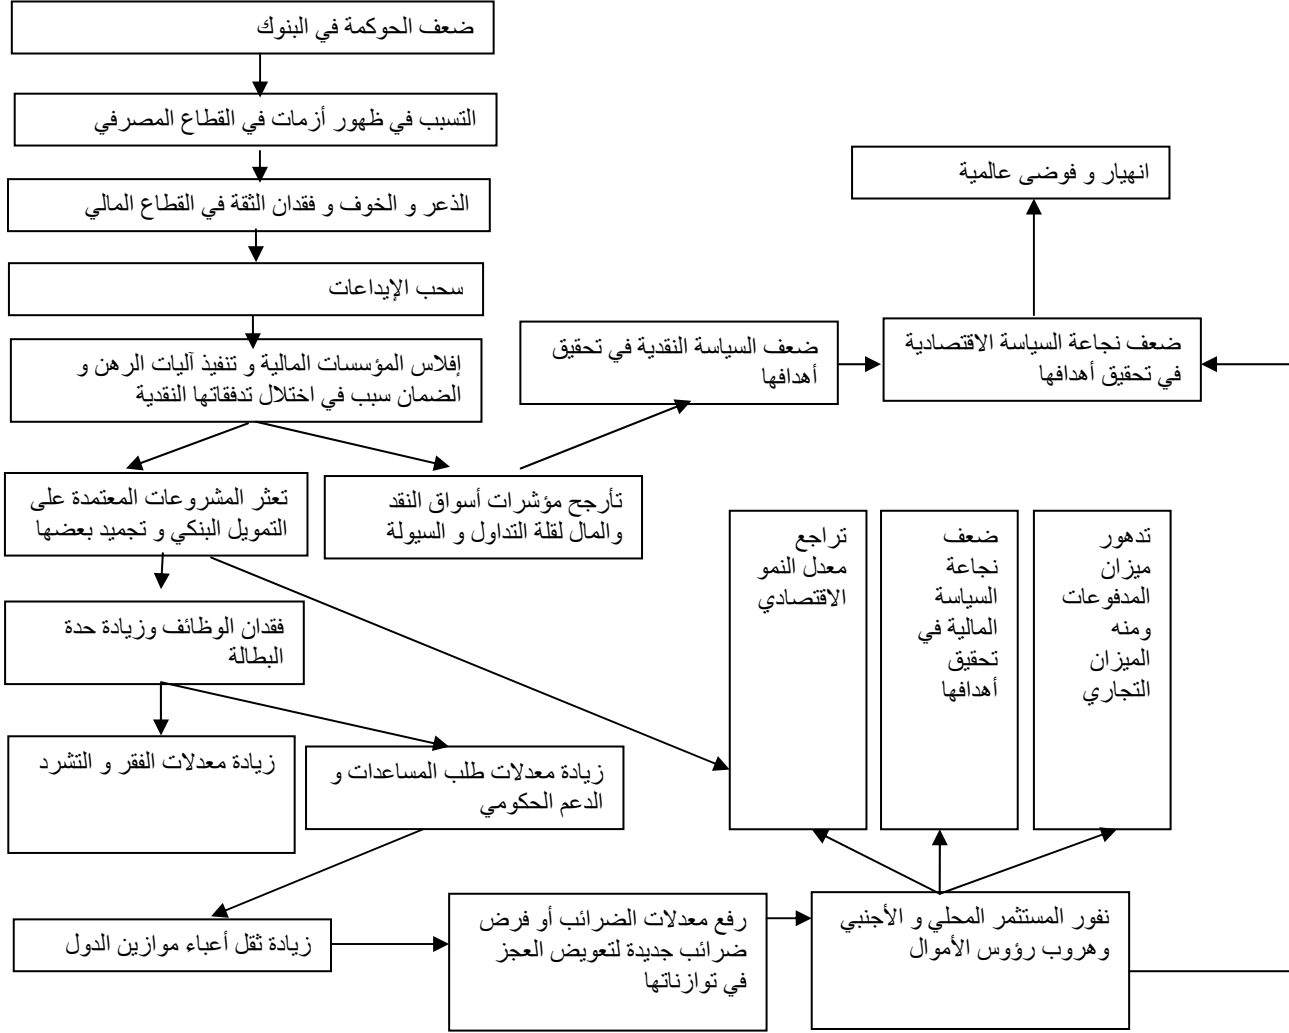 ضعف الحوكمة في البنوك
التسبب في ظهور أزمات في القطاع المصرفي
الذعر و الخوف و فقدان الثقة في القطاع المالي
سحب الإيداعات
إفلاس المؤسسات المالية و تنفيذ آليات الرهن و
الضمان سبب في اختلال تدفقاتها النقدية
انهيار و فوضى عالمية
ضعف نجاعة السياسة الاقتصادية
في تحقيق أهدافها
ضعف السياسة النقدية في تحقيق
أهدافها
تأرجح مؤشرات أسواق النقد
والمال لقلة التداول و السيولة
تعثر المشروعات المعتمدة على
التمويل البنكي و تجميد بعضها
فقدان الوظائف وزيادة حدة
البطالة
زيادة معدلات الفقر و التشرد
زيادة معدلات طلب المساعدات و
الدعم الحكومي
تراجع
معدل النمو
الاقتصادي
ضعف
نجاعة
السياسة
المالية في
تحقيق
أهدافها
تدهور
ميزان
المدفوعات
ومنه
الميزان
التجاري
زيادة ثقل أعباء موازين الدول
رفع معدلات الضرائب أو فرض
ضرائب جديدة لتعويض العجز
في توازناتها
نفور المستثمر المحلي و الأجنبي
وهروب رؤوس الأموال